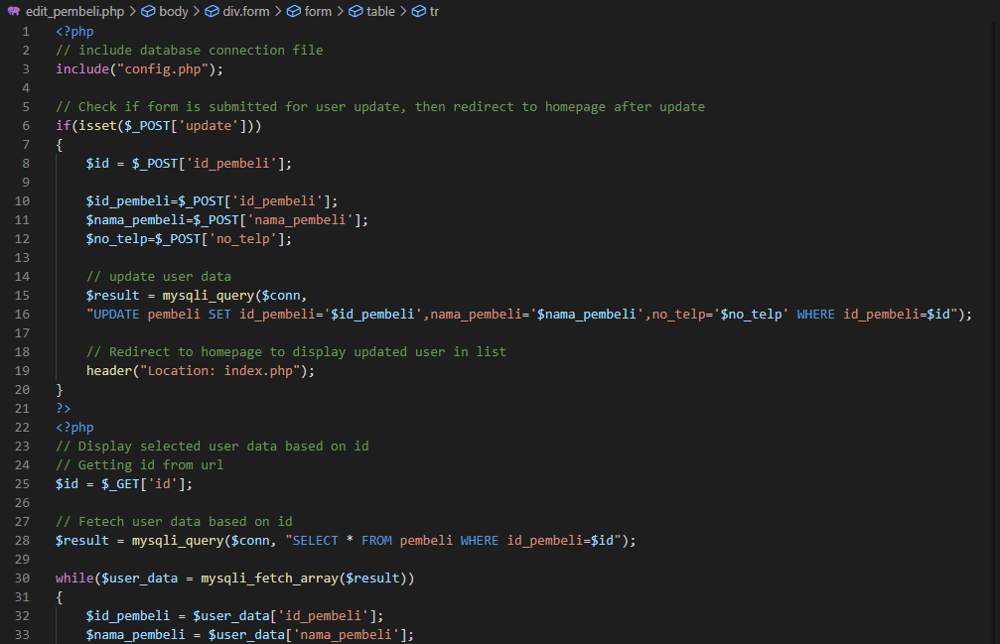 edit_pembeli.php > body > div.form > form > table > tr
1 <?php
2 // include database connection file
3 include("config.php");
4
5 // Check if form is submitted for user update, then redirect to homepage after update
6 if(isset($_POST['update']))
7 {
8     $id = $_POST['id_pembeli'];
9
10     $id_pembeli=$_POST['id_pembeli'];
11     $nama_pembeli=$_POST['nama_pembeli'];
12     $no_telp=$_POST['no_telp'];
13
14     // update user data
15     $result = mysqli_query($conn,
16     "UPDATE pembeli SET id_pembeli='$id_pembeli',nama_pembeli='$nama_pembeli',no_telp='$no_telp' WHERE id_pembeli=$id");
17
18     // Redirect to homepage to display updated user in list
19     header("Location: index.php");
20 }
21 ?>
22 <?php
23 // Display selected user data based on id
24 // Getting id from url
25 $id = $_GET['id'];
26
27 // Fetech user data based on id
28 $result = mysqli_query($conn, "SELECT * FROM pembeli WHERE id_pembeli=$id");
29
30 while($user_data = mysqli_fetch_array($result))
31 {
32     $id_pembeli = $user_data['id_pembeli'];
33     $nama_pembeli = $user_data['nama_pembeli'];